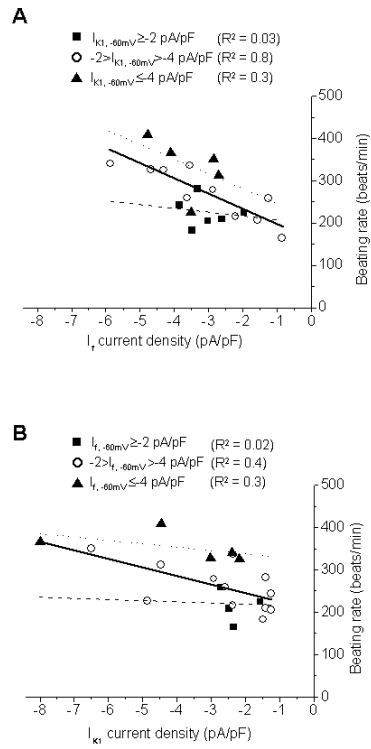 A
I K1, -60mV ≥-2 pA/pF (R² = 0.03)
-2>I K1, -60mV >-4 pA/pF (R² = 0.8)
I K1, -60mV ≤-4 pA/pF (R² = 0.3)
500
400
300
200
100
0
Beating rate (beats/min)
-8 -7 -6 -5 -4 -3 -2 -1 0
I f current density (pA/pF)
B
I f, -60mV ≥-2 pA/pF (R² = 0.02)
-2>I f, -60mV >-4 pA/pF (R² = 0.4)
I f, -60mV ≤-4 pA/pF (R² = 0.3)
500
400
300
200
100
0
Beating rate (beats/min)
-8 -7 -6 -5 -4 -3 -2 -1 0
I K1 current density (pA/pF)